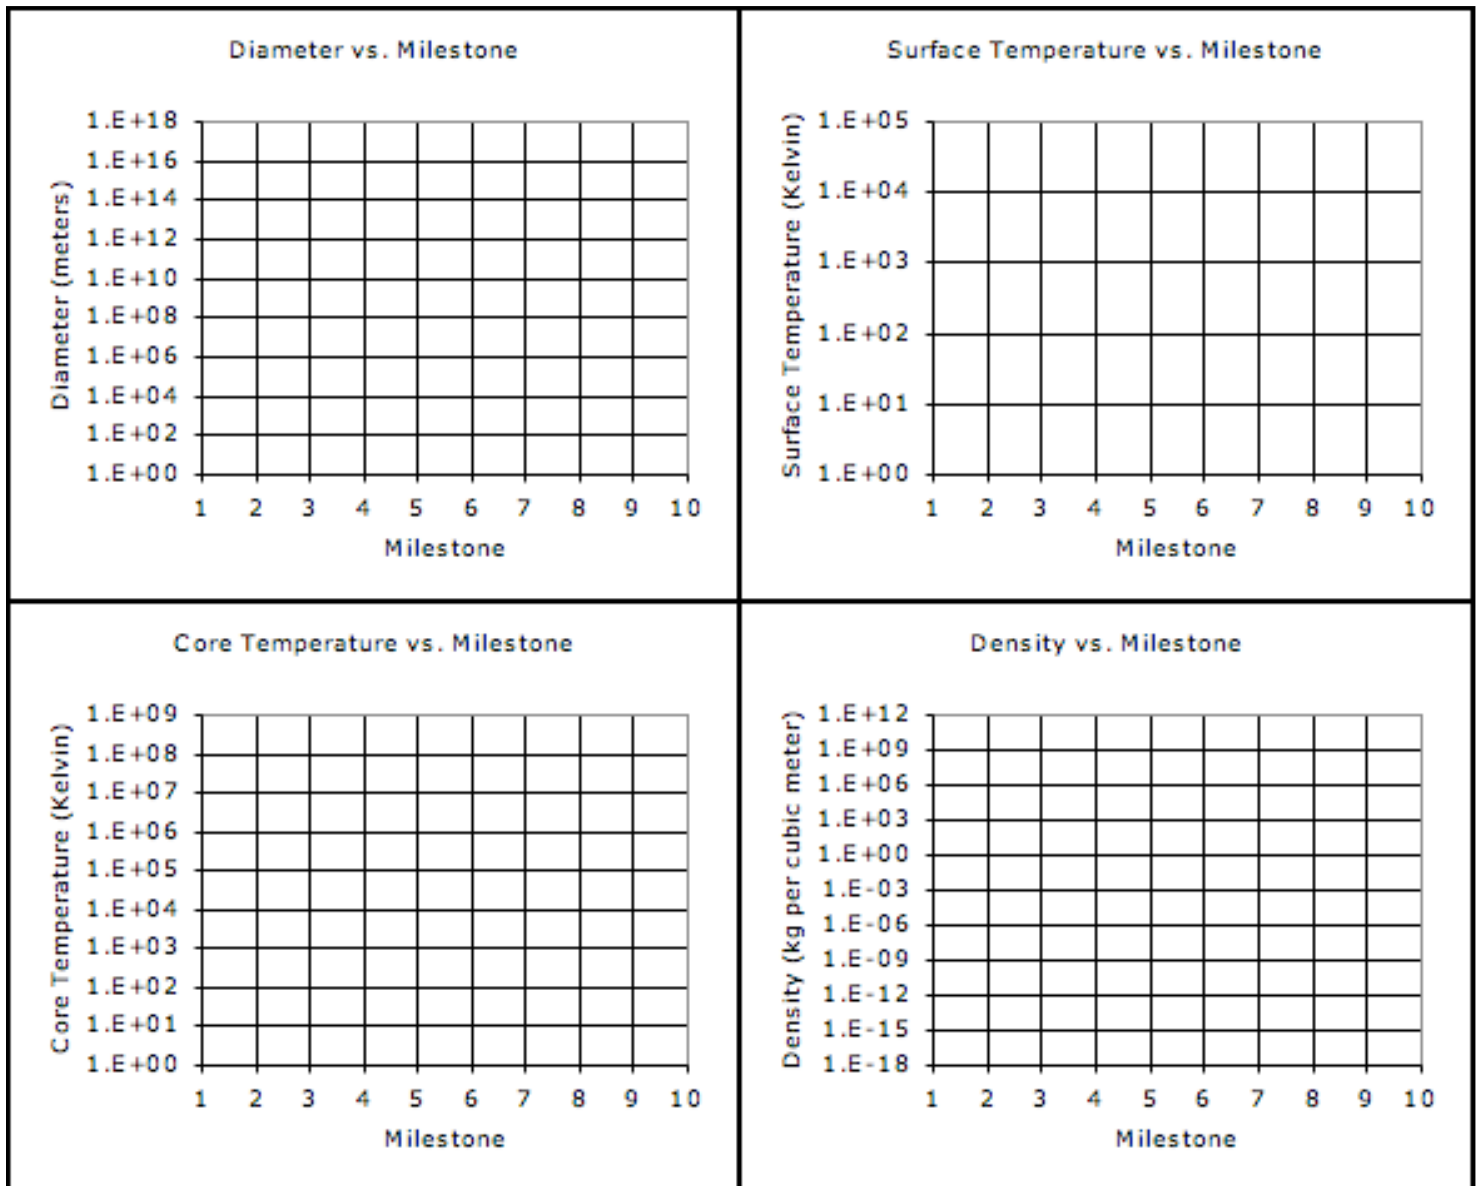 Diameter vs. Milestone
1.E+18
1.E+16
1.E+14
1.E+12
1.E+10
1.E+08
1.E+06
1.E+04
1.E+02
1.E+00
Diameter (meters)
1 2 3 4 5 6 7 8 9 10
Milestone
Surface Temperature vs. Milestone
1.E+05
1.E+04
1.E+03
1.E+02
1.E+01
1.E+00
Surface Temperature (Kelvin)
1 2 3 4 5 6 7 8 9 10
Milestone
Core Temperature vs. Milestone
1.E+09
1.E+08
1.E+07
1.E+06
1.E+05
1.E+04
1.E+03
1.E+02
1.E+01
1.E+00
Core Temperature (Kelvin)
1 2 3 4 5 6 7 8 9 10
Milestone
Density vs. Milestone
1.E+12
1.E+09
1.E+06
1.E+03
1.E+00
1.E-03
1.E-06
1.E-09
1.E-12
1.E-15
1.E-18
Density (kg per cubic meter)
1 2 3 4 5 6 7 8 9 10
Milestone